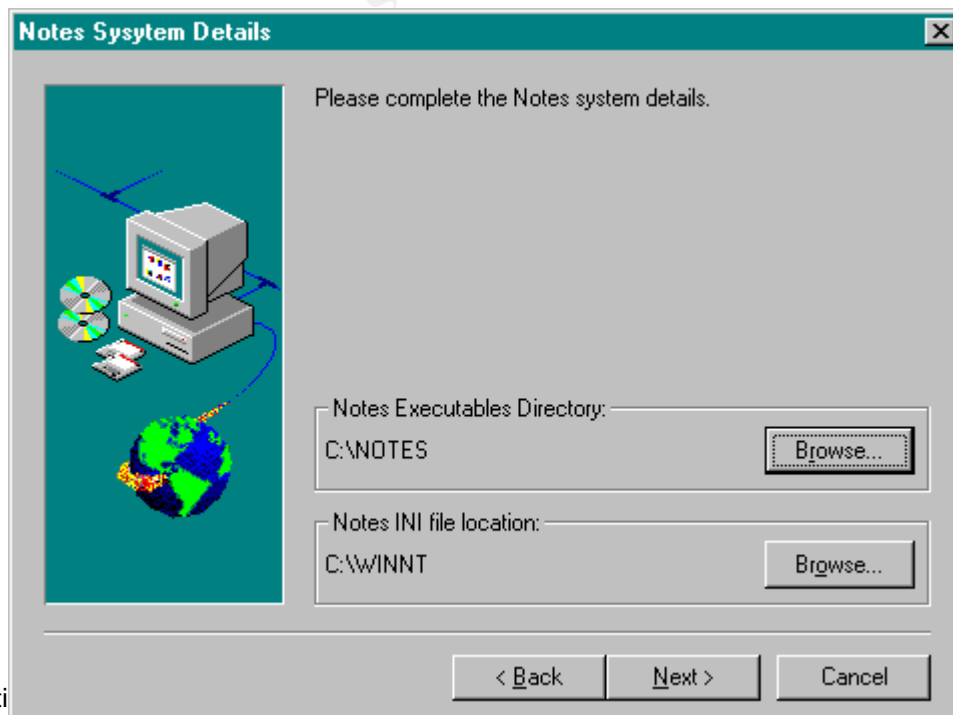 Notes Sysytem Details
Please complete the Notes system details.
Notes Executables Directory:
C:\NOTES
Browse...
Notes INI file location:
C:\WINNT
Browse...
< Back
Next >
Cancel